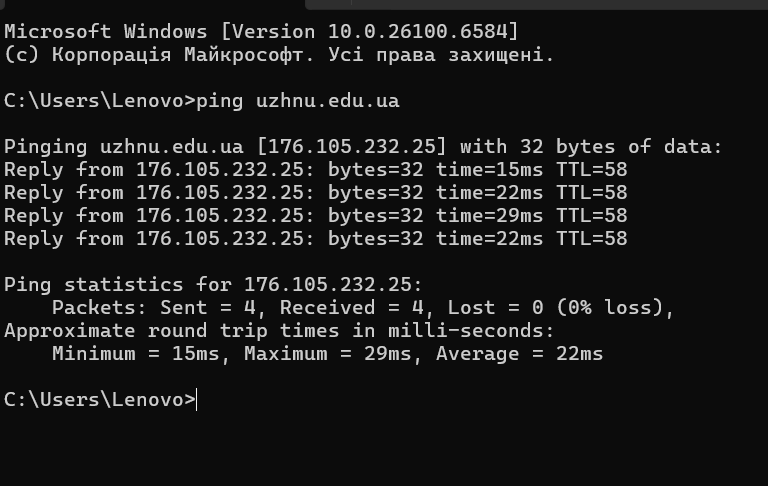 Microsoft Windows [Version 10.0.26100.6584]
(c) Корпорація Майкрософт. Усі права захищені.
C:\Users\Lenovo>ping uzhnu.edu.ua
Pinging uzhnu.edu.ua [176.105.232.25] with 32 bytes of data:
Reply from 176.105.232.25: bytes=32 time=15ms TTL=58
Reply from 176.105.232.25: bytes=32 time=22ms TTL=58
Reply from 176.105.232.25: bytes=32 time=29ms TTL=58
Reply from 176.105.232.25: bytes=32 time=22ms TTL=58
Ping statistics for 176.105.232.25:
    Packets: Sent = 4, Received = 4, Lost = 0 (0% loss),
Approximate round trip times in milli-seconds:
    Minimum = 15ms, Maximum = 29ms, Average = 22ms
C:\Users\Lenovo>